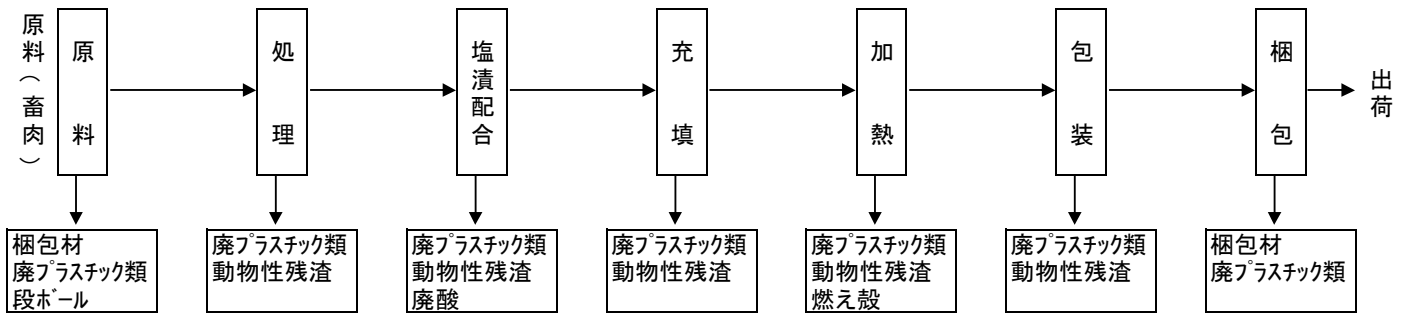 原料（畜肉）
原料
処理
塩漬配合
充填
加熱
包装
梱包
出荷
梱包材
廃ﾌﾟﾗｽﾁｯｸ類
段ﾎﾞｰﾙ
廃ﾌﾟﾗｽﾁｯｸ類
動物性残渣
廃ﾌﾟﾗｽﾁｯｸ類
動物性残渣
廃酸
廃ﾌﾟﾗｽﾁｯｸ類
動物性残渣
廃ﾌﾟﾗｽﾁｯｸ類
動物性残渣
燃え殻
廃ﾌﾟﾗｽﾁｯｸ類
動物性残渣
梱包材
廃ﾌﾟﾗｽﾁｯｸ類